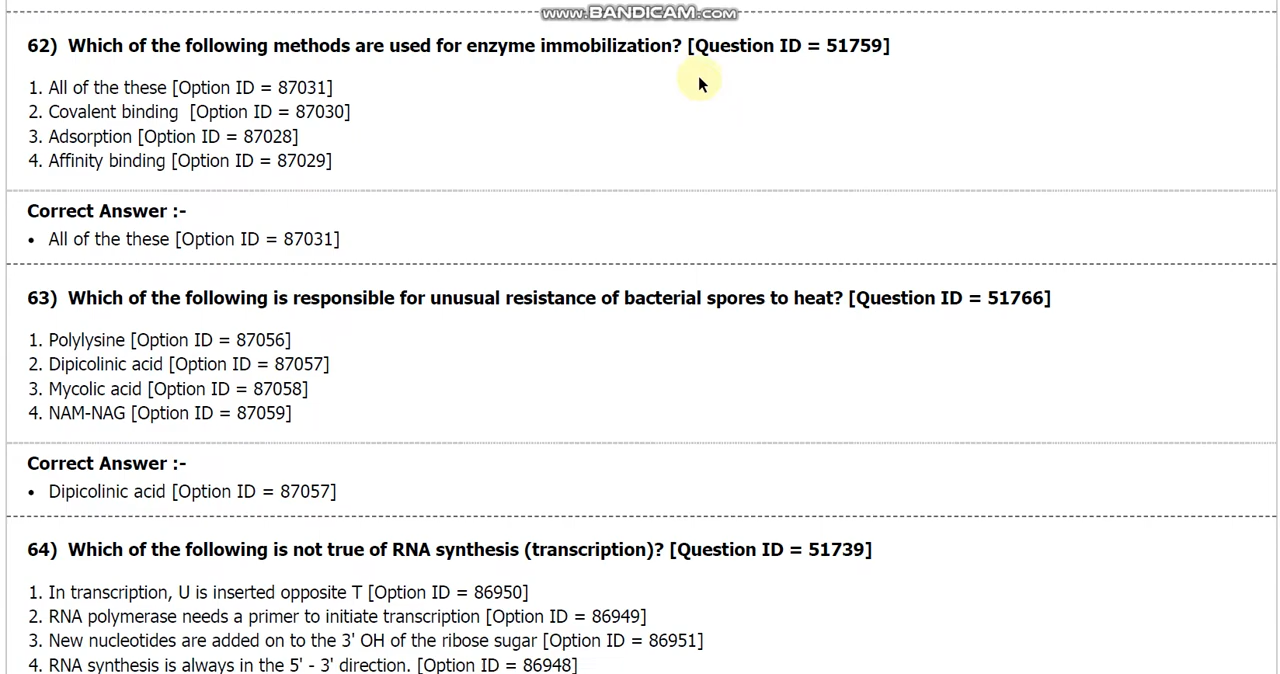 www.BANDICAM.com
62) Which of the following methods are used for enzyme immobilization? [Question ID = 51759]
1. All of the these [Option ID = 87031]
2. Covalent binding [Option ID = 87030]
3. Adsorption [Option ID = 87028]
4. Affinity binding [Option ID = 87029]
Correct Answer :-
• All of the these [Option ID = 87031]
63) Which of the following is responsible for unusual resistance of bacterial spores to heat? [Question ID = 51766]
1. Polylysine [Option ID = 87056]
2. Dipicolinic acid [Option ID = 87057]
3. Mycolic acid [Option ID = 87058]
4. NAM-NAG [Option ID = 87059]
Correct Answer :-
• Dipicolinic acid [Option ID = 87057]
64) Which of the following is not true of RNA synthesis (transcription)? [Question ID = 51739]
1. In transcription, U is inserted opposite T [Option ID = 86950]
2. RNA polymerase needs a primer to initiate transcription [Option ID = 86949]
3. New nucleotides are added on to the 3' OH of the ribose sugar [Option ID = 86951]
4. RNA synthesis is always in the 5' - 3' direction. [Option ID = 86948]